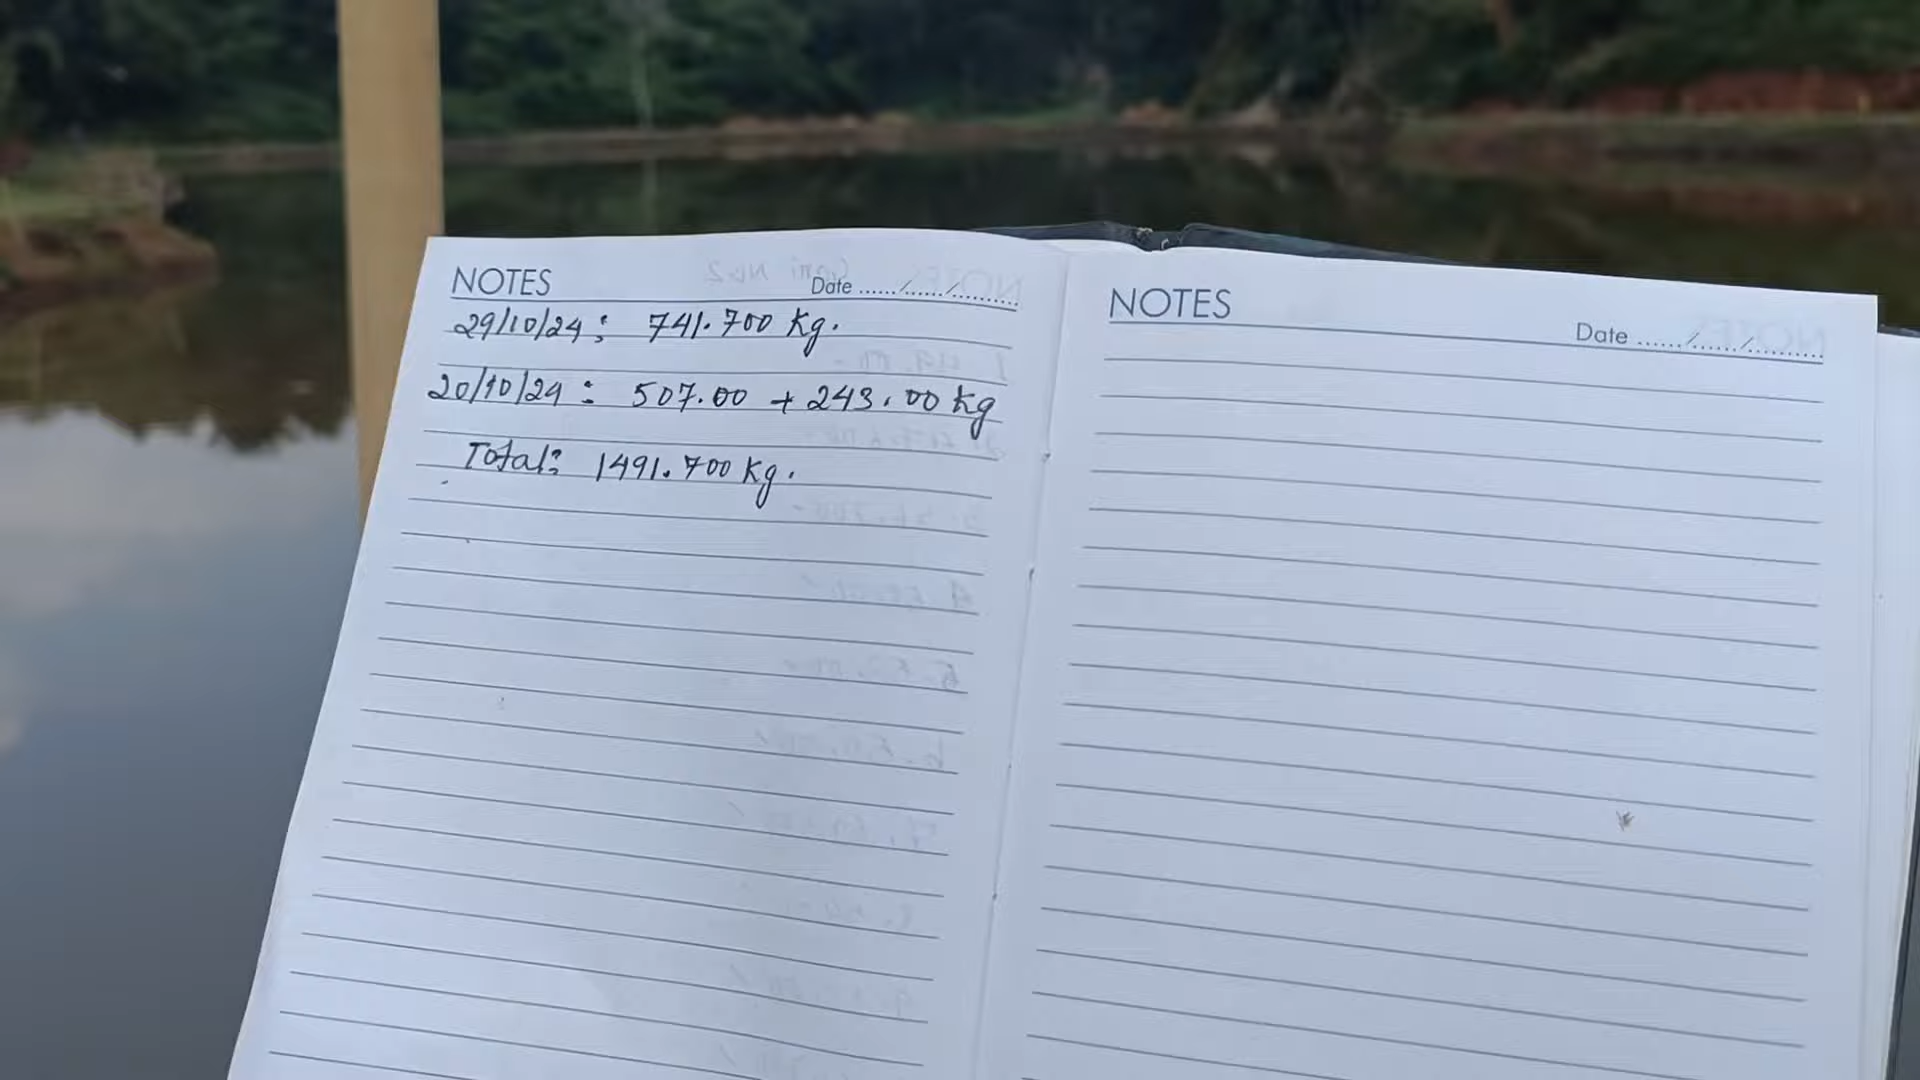 NOTES
Date ....../....../..........
29/10/24: 741.700 Kg.
20/10/24: 507.00 + 243.00 Kg
Total: 1491.700 Kg.
NOTES
Date ....../....../..........